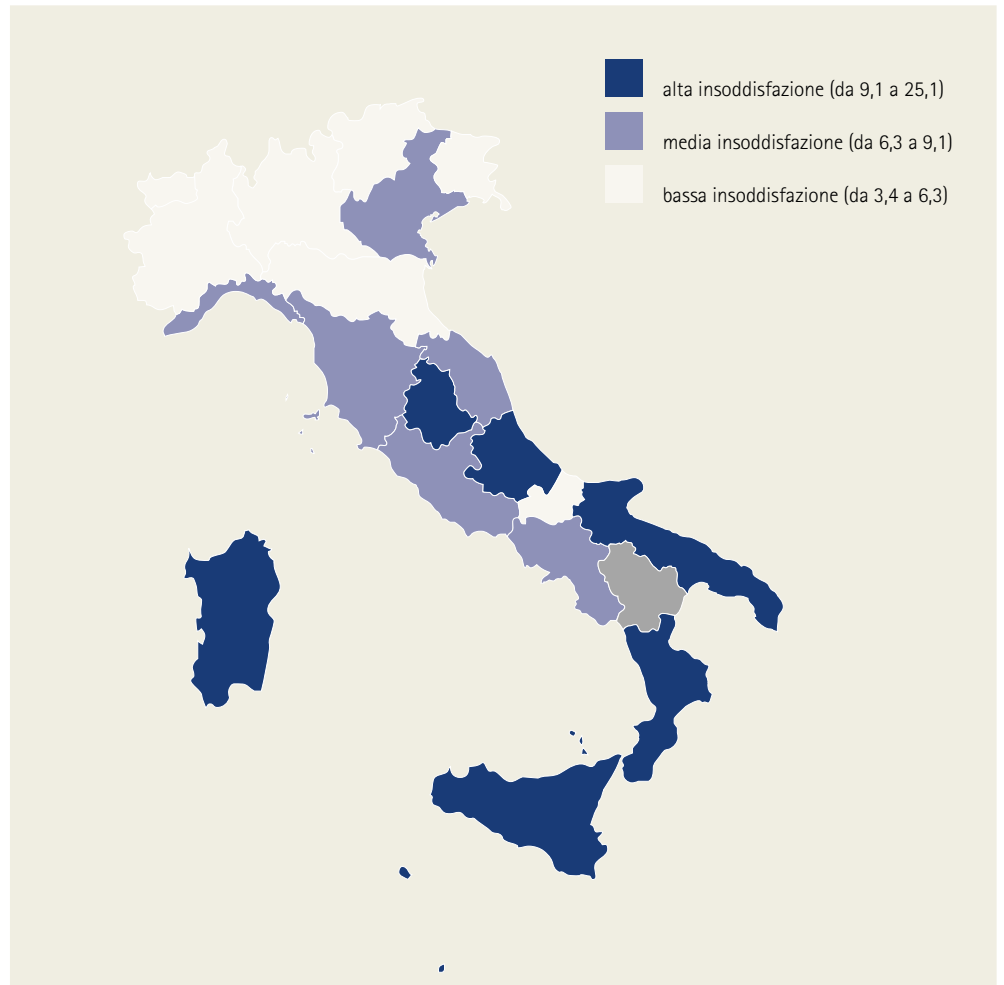 alta insoddisfazione (da 9,1 a 25,1)
media insoddisfazione (da 6,3 a 9,1)
bassa insoddisfazione (da 3,4 a 6,3)